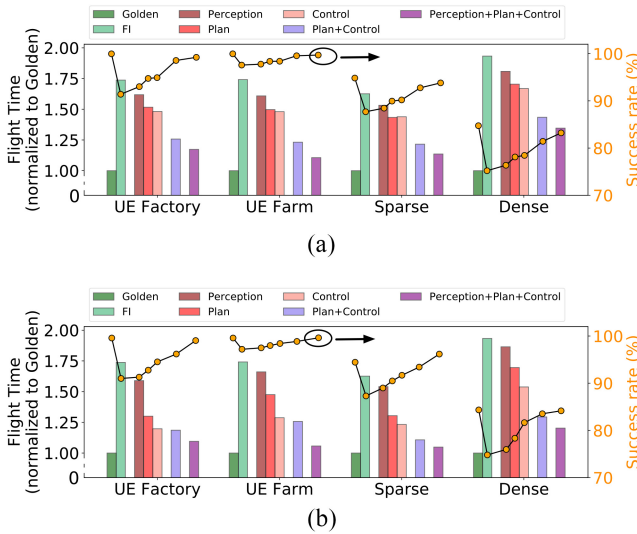 Golden Perception Control Perception+Plan+Control
FI Plan Plan+Control
2.00
1.75
1.50
1.25
1.00
0
Flight Time
(normalized to Golden)
100
90
80
70
Success rate (%)
UE Factory UE Farm Sparse Dense
(a)
Golden Perception Control Perception+Plan+Control
FI Plan Plan+Control
2.00
1.75
1.50
1.25
1.00
0
Flight Time
(normalized to Golden)
100
90
80
70
Success rate (%)
UE Factory UE Farm Sparse Dense
(b)